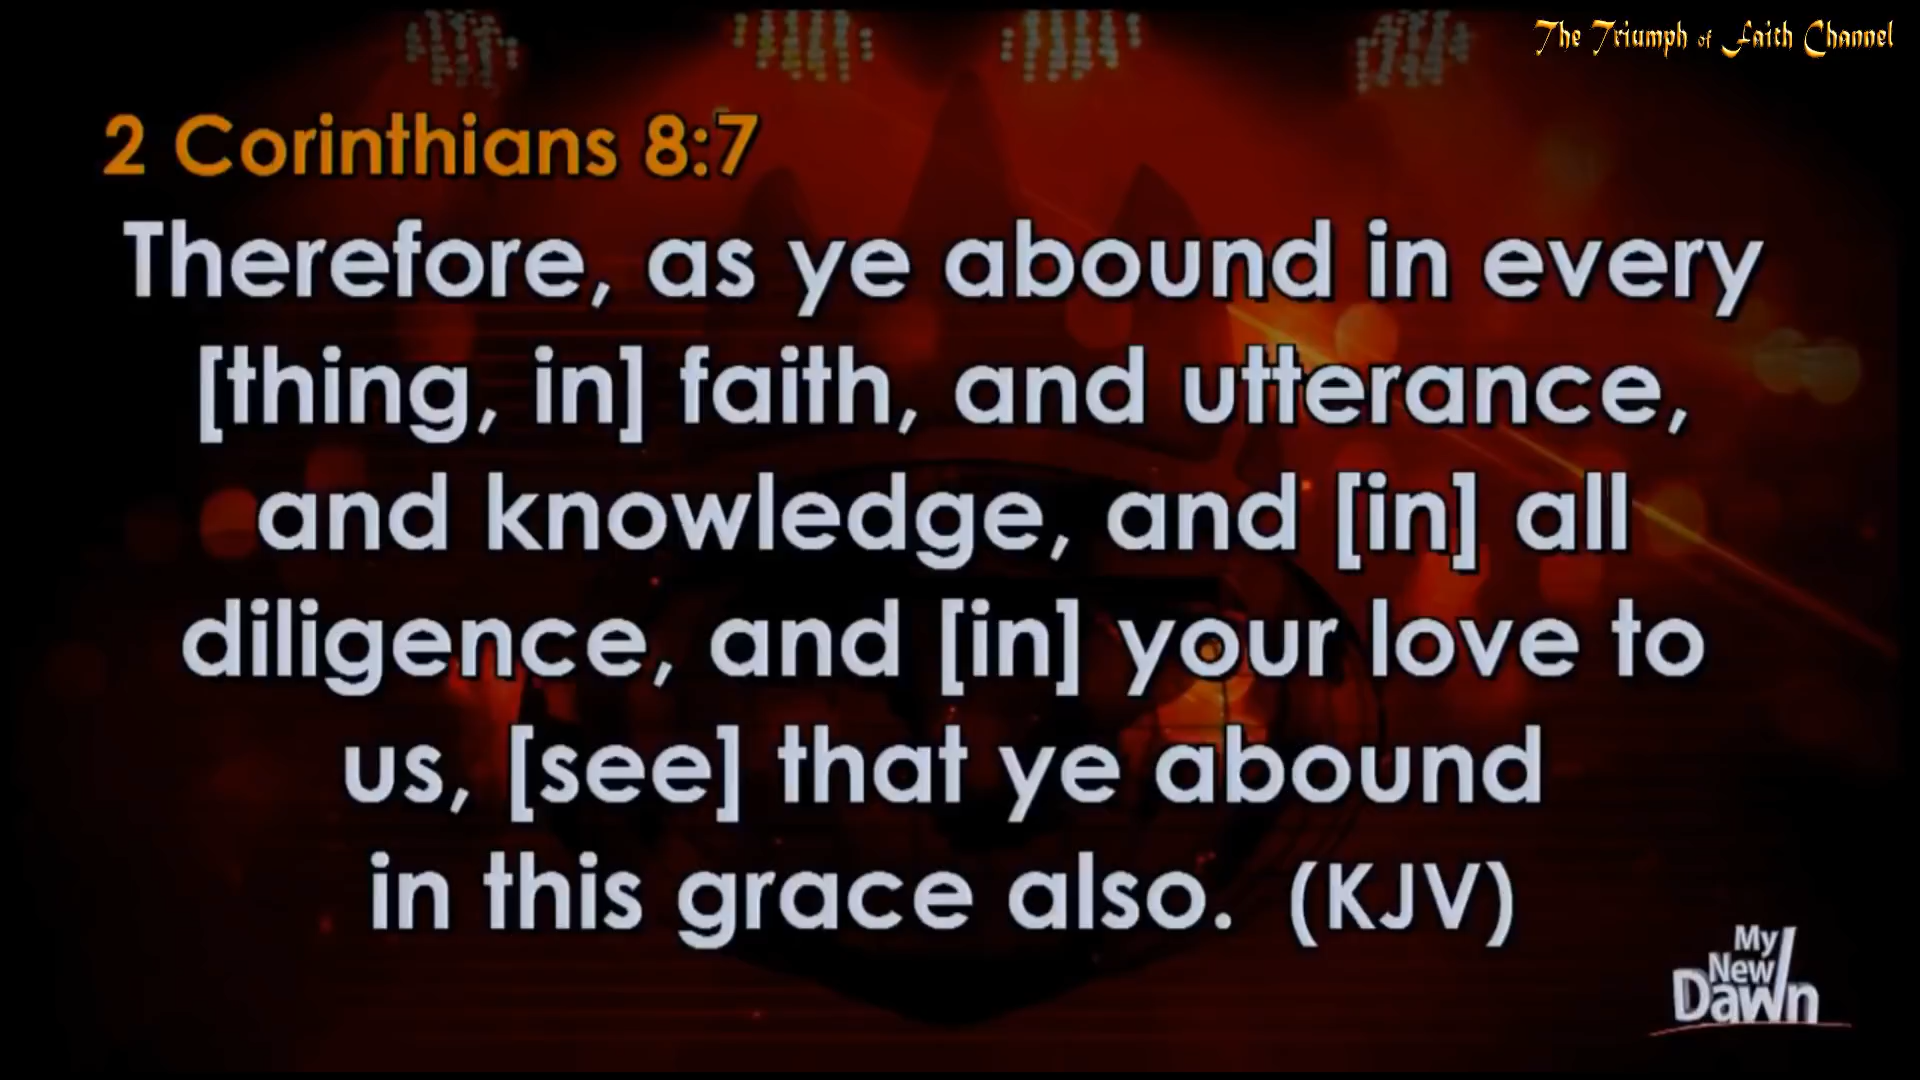 The Triumph of Faith Channel
2 Corinthians 8:7
Therefore, as ye abound in every
[thing, in] faith, and utterance,
and knowledge, and [in] all
diligence, and [in] your love to
us, [see] that ye abound
in this grace also. (KJV)
My
New
Dawn